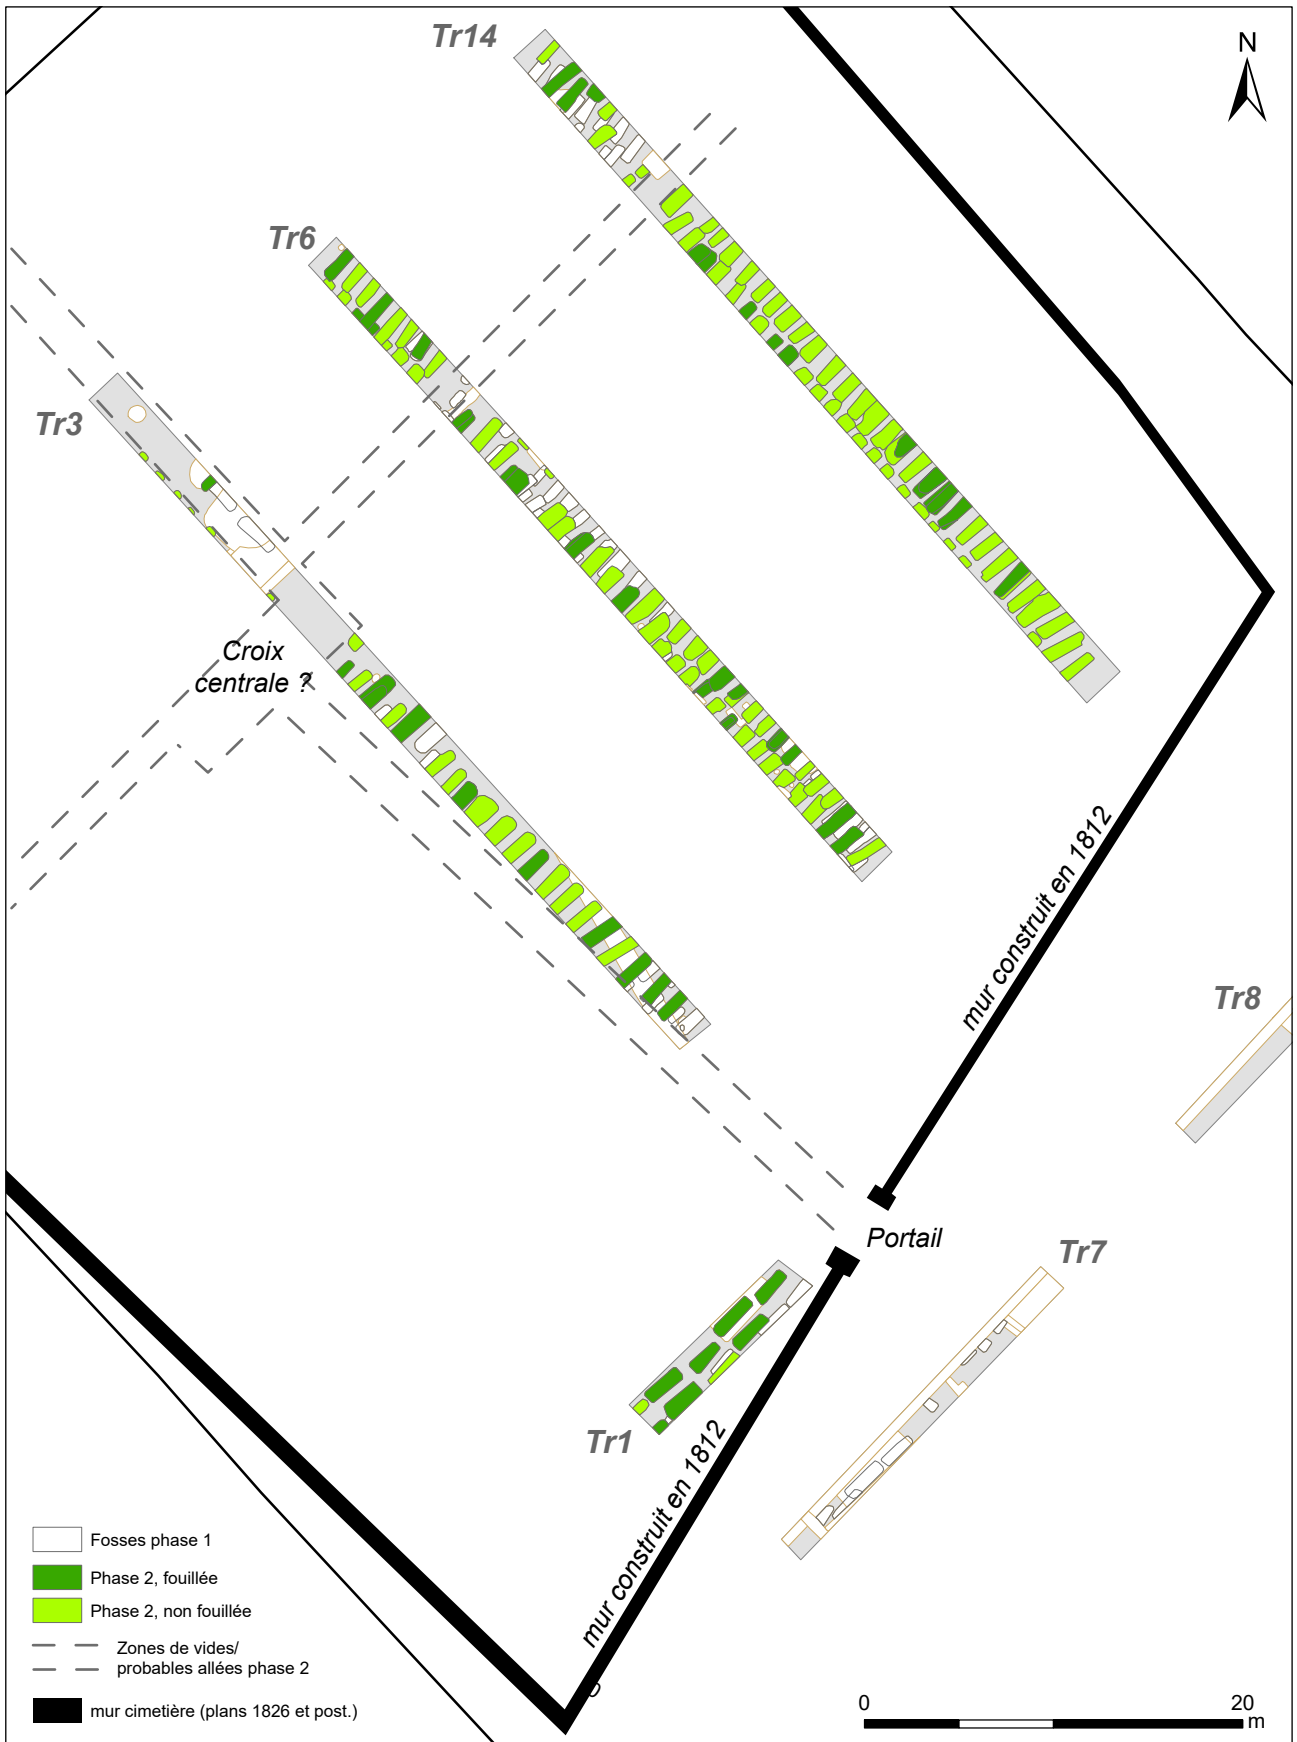 Tr14
N
Tr6
Tr3
Croix
centrale ?
mur construit en 1812
Tr8
Portail
Tr7
Tr1
mur construit en 1812
Fosses phase 1
Phase 2, fouillée
Phase 2, non fouillée
Zones de vides/
probables allées phase 2
mur cimetière (plans 1826 et post.)
0 20
m